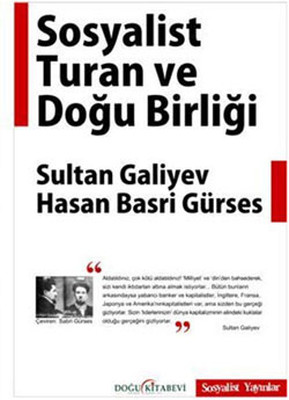 Sosyalist
Turan ve
Doğu Birliği
Sultan Galiyev
Hasan Basri Gürses
“
Aldatıldınız, çok kötü aldatıldınız! 'Milliyet' ve 'din'den bahsederek,
sizi kendi iktidarları altına almak istiyorlar... Bütün bunların
arkasındaysa yabancı banker ve kapitalistler, İngiltere, Fransa,
Japonya ve Amerika'nınkapitalistleri var, ama sizden bu gerçeği
gizliyorlar. Sizin 'liderlerinizin' dünya kapitalizminin elindeki kuklalar
olduğu gerçeğini gizliyorlar.
”
Sultan Galiyev
Çeviren: Sabri Gürses
DOĞU KİTABEVİ
Sosyalist Yayınlar